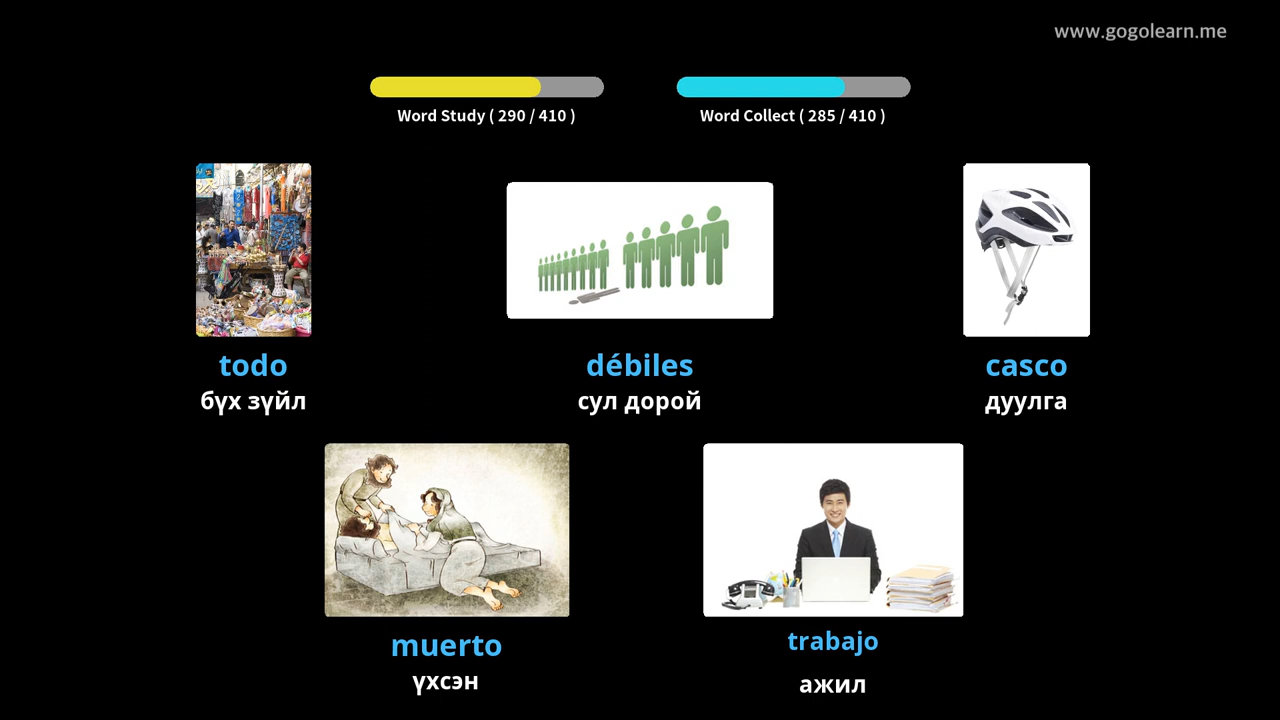 www.gogolearn.me
Word Study ( 290 / 410 )
Word Collect ( 285 / 410 )
todo
бүх зүйл
débiles
сул дорой
casco
дуулга
muerto
үхсэн
trabajo
ажил